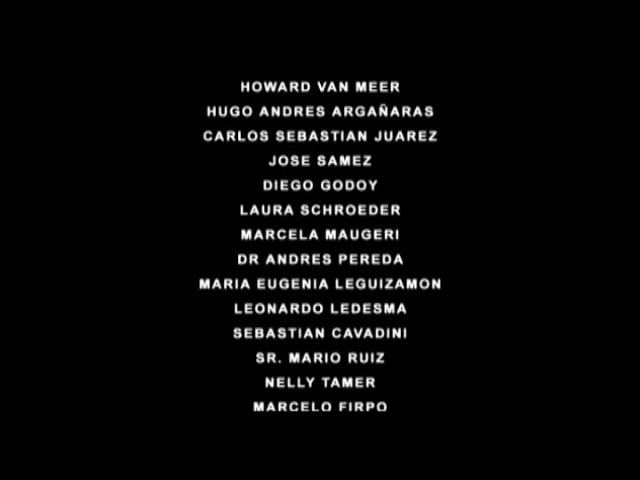 HOWARD VAN MEER
HUGO ANDRES ARGAÑARAS
CARLOS SEBASTIAN JUAREZ
JOSE SAMEZ
DIEGO GODOY
LAURA SCHROEDER
MARCELA MAUGERI
DR ANDRES PEREDA
MARIA EUGENIA LEGUIZAMON
LEONARDO LEDESMA
SEBASTIAN CAVADINI
SR. MARIO RUIZ
NELLY TAMER
MARCELO FIRPO